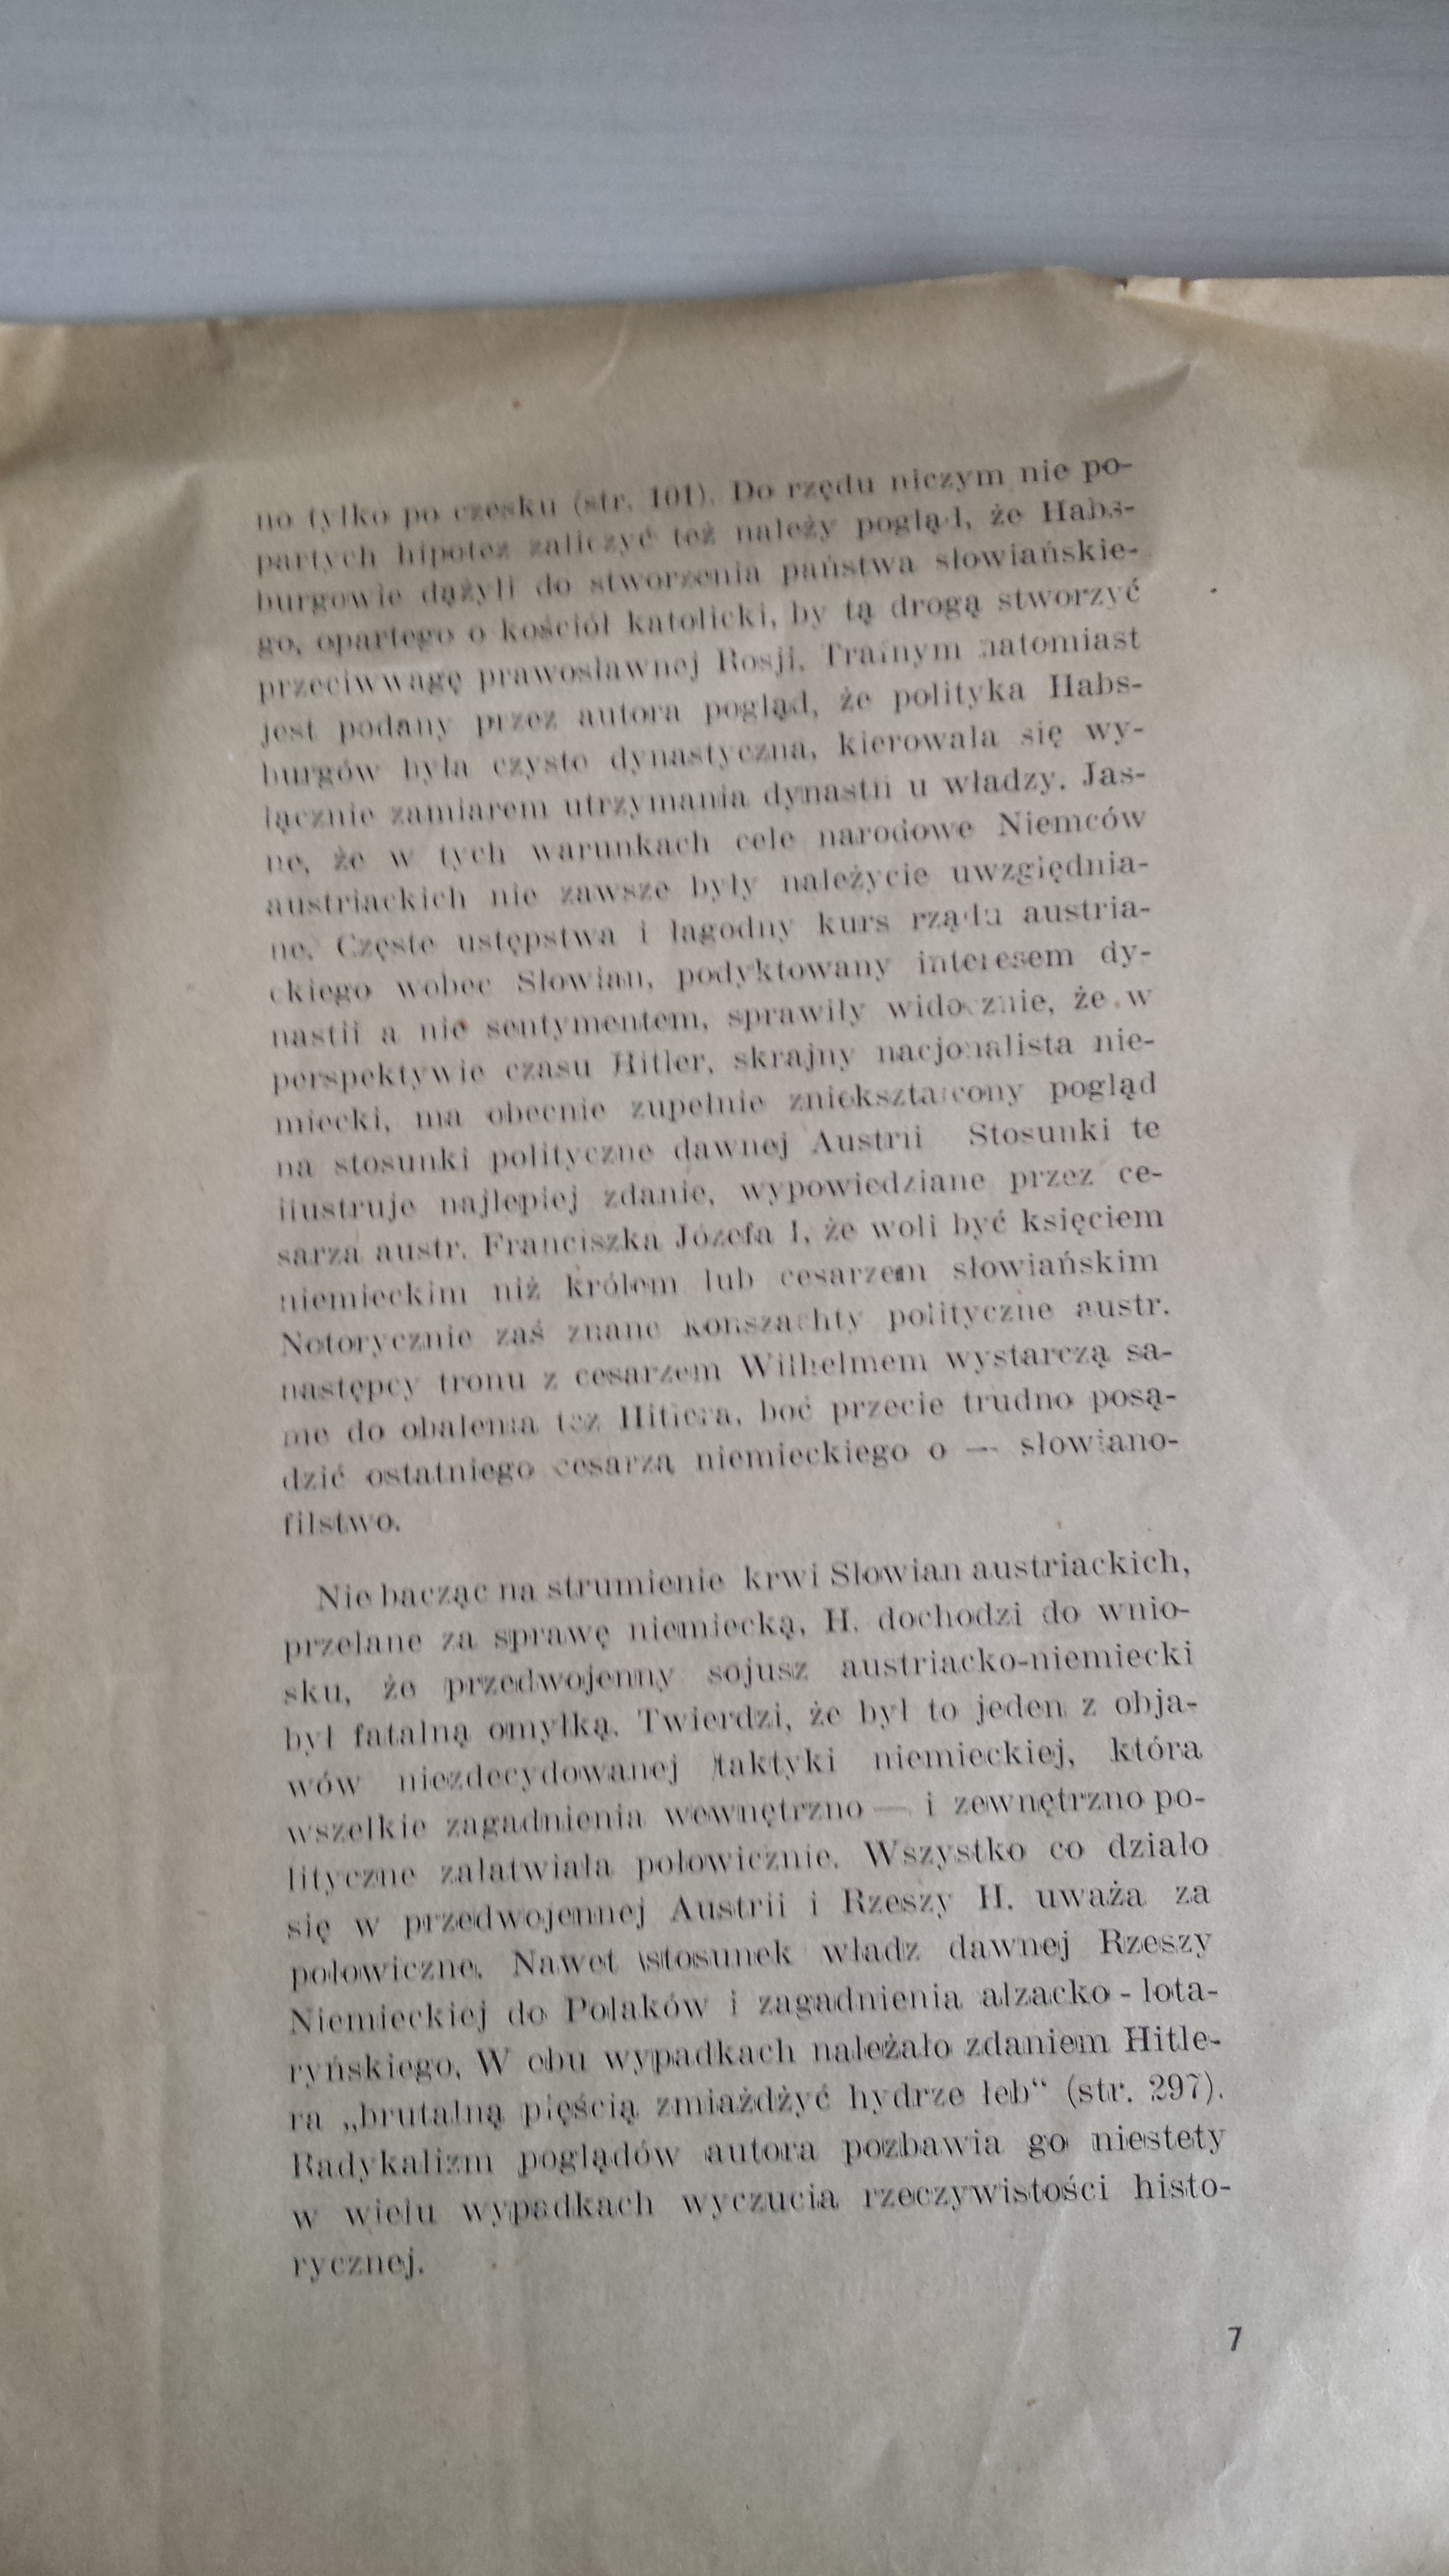 no tylko po czesku (str. 101). Do rzędu niczym nie po-
partych hipotez zaliczyć też należy pogląd, że Habs-
burgowie dążyli do stworzenia państwa słowiańskie-
go, opartego o kościół katolicki, by tą drogą stworzyć
przeciwwagę prawosławnej Rosji. Trafnym natomiast
jest podany przez autora pogląd, że polityka Habs-
burgów była czysto dynastyczna, kierowała się wy-
łącznie zamiarem utrzymania dynastii u władzy. Jas-
ne, że w tych warunkach cele narodowe Niemców
austriackich nie zawsze były należycie uwzględnia-
ne. Częste ustępstwa i łagodny kurs rządu austria-
ckiego wobec Słowian, podyktowany interesem dy-
nastii a nie sentymentem, sprawiły widocznie, że w
perspektywie czasu Hitler, skrajny nacjonalista nie-
miecki, ma obecnie zupełnie zniekształcony pogląd
na stosunki polityczne dawnej Austrii Stosunki te
ilustruje najlepiej zdanie, wypowiedziane przez ce-
sarza austr. Franciszka Józefa I, że woli być księciem
niemieckim niż królem lub cesarzem słowiańskim
Notorycznie zaś znane konszachty polityczne austr.
następcy tronu z cesarzem Wilhelmem wystarczą sa-
me do obalenia tez Hitlera, boć przecie trudno posą-
dzić ostatniego cesarza niemieckiego o — słowiano-
filstwo.
Nie bacząc na strumienie krwi Słowian austriackich,
przelane za sprawę niemiecką, H. dochodzi do wnio-
sku, że przedwojenny sojusz austriacko-niemiecki
był fatalną omyłką. Twierdzi, że był to jeden z obja-
wów niezdecydowanej taktyki niemieckiej, która
wszelkie zagadnienia wewnętrzno — i zewnętrzno po-
lityczne załatwiała połowicznie. Wszystko co działo
się w przedwojennej Austrii i Rzeszy H. uważa za
połowiczne. Nawet stosunek władz dawnej Rzeszy
Niemieckiej do Polaków i zagadnienia alzacko - lota-
ryńskiego. W obu wypadkach należało zdaniem Hitle-
ra „brutalną pięścią zmiażdżyć hydrze łeb“ (str. 297).
Radykalizm poglądów autora pozbawia go niestety
w wielu wypadkach wyczucia rzeczywistości histo-
rycznej.
7